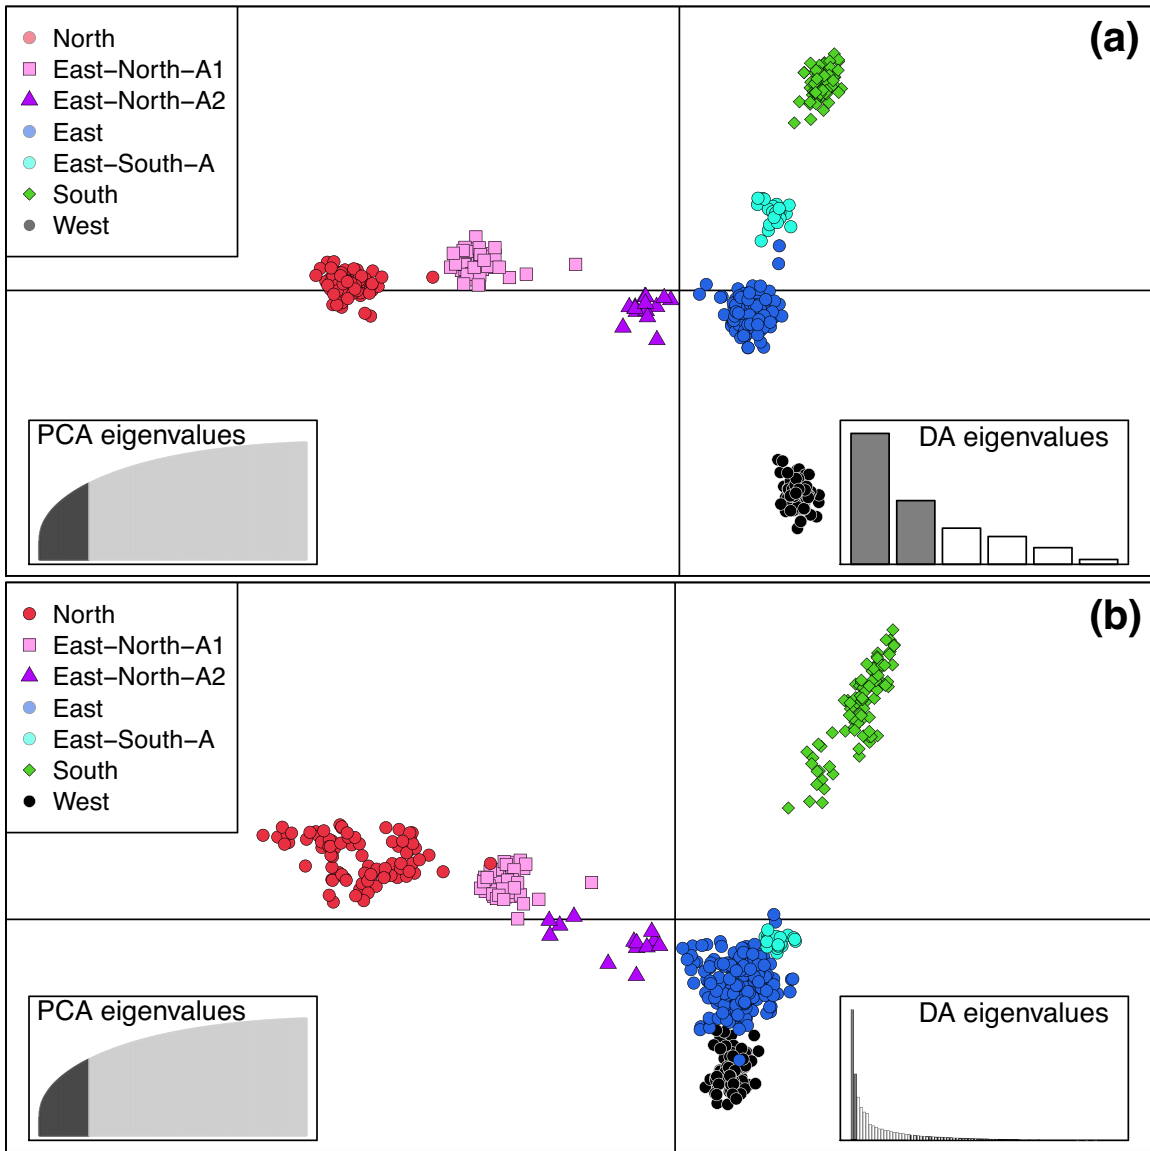 (a)
North
East−North−A1
East−North−A2
East
East−South−A
South
West
PCA eigenvalues
DA eigenvalues
(b)
North
East−North−A1
East−North−A2
East
East−South−A
South
West
PCA eigenvalues
DA eigenvalues